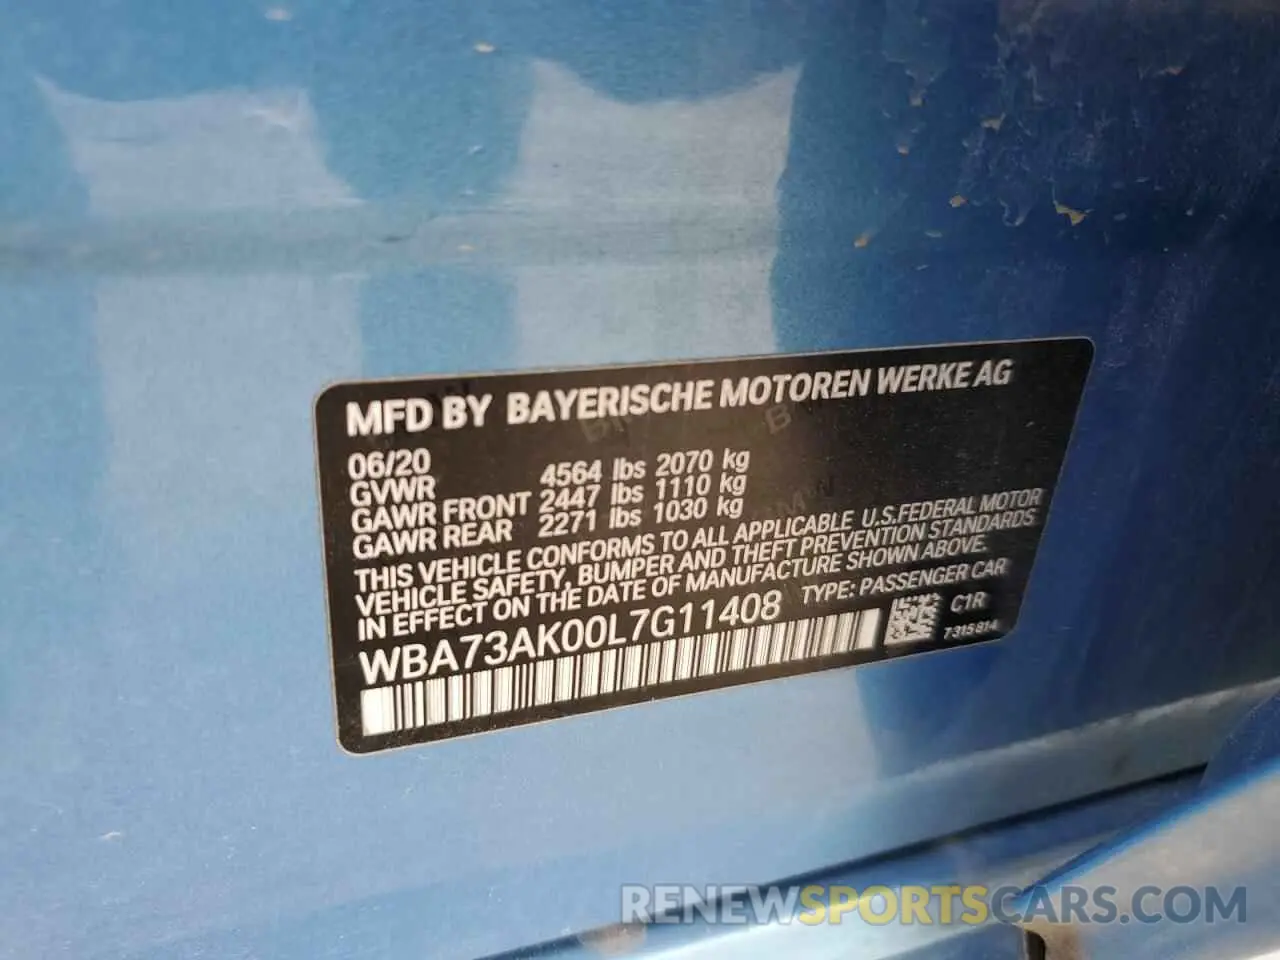 MFD BY BAYERISCHE MOTOREN WERKE AG
06/20
GVWR 4564 lbs 2070 kg
GAWR FRONT 2447 lbs 1110 kg
GAWR REAR 2271 lbs 1030 kg
THIS VEHICLE CONFORMS TO ALL APPLICABLE U.S.FEDERAL MOTOR
VEHICLE SAFETY, BUMPER AND THEFT PREVENTION STANDARDS
IN EFFECT ON THE DATE OF MANUFACTURE SHOWN ABOVE.
WBA73AK00L7G11408 TYPE: PASSENGER CAR
C1R
7315814
RENEWSPORTSCARS.COM